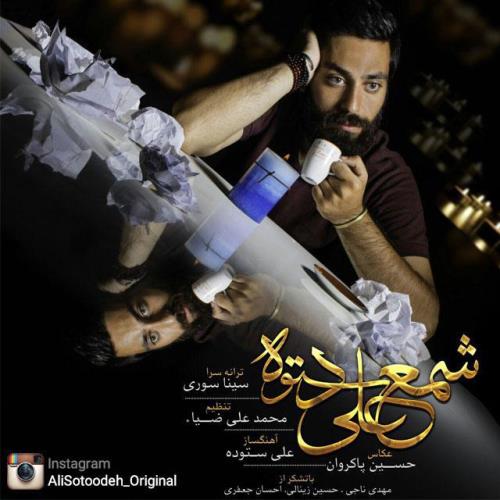 شمع
علی ستوده
ترانه سرا
سینا سوری
تنظیم
محمد علی ضیاء
آهنگساز
علی ستوده
عکاس
حسین پاکروان
باتشکر از
مهدی ناجی ، حسین زینالی، احسان جعفری
Instagram
AliSotoodeh_Original